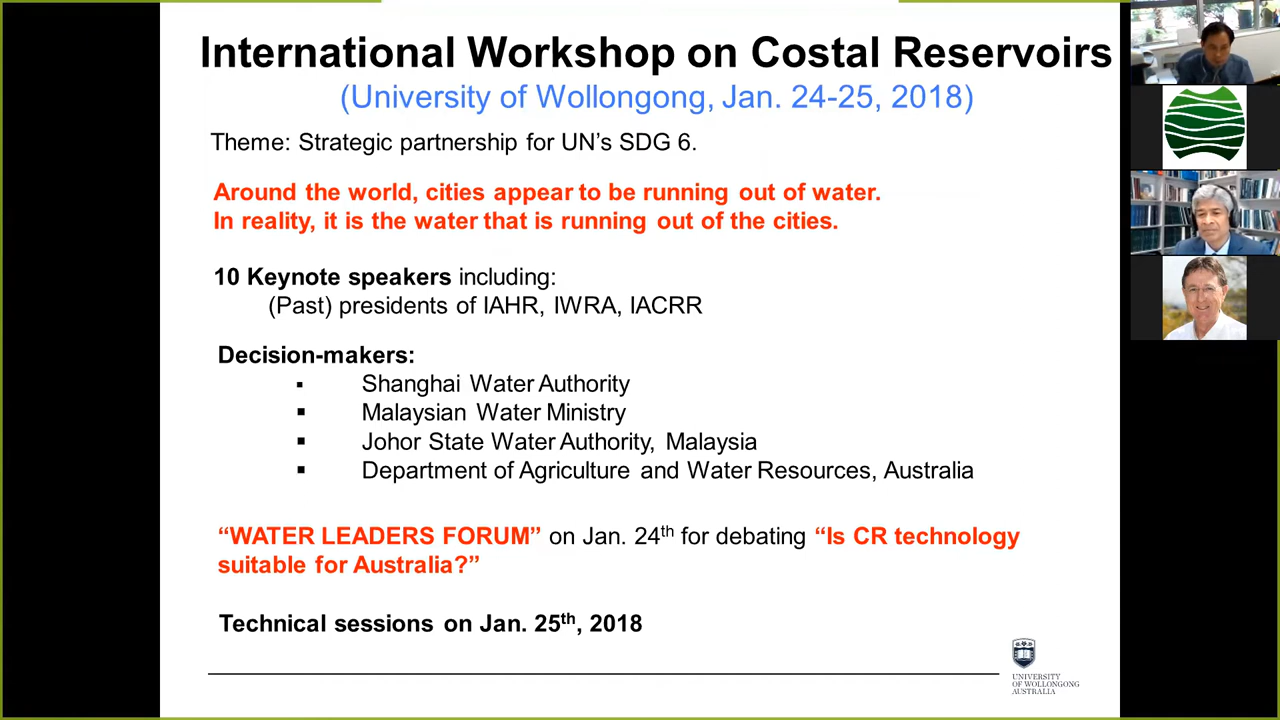 International Workshop on Costal Reservoirs
(University of Wollongong, Jan. 24-25, 2018)
Theme: Strategic partnership for UN’s SDG 6.
Around the world, cities appear to be running out of water.
In reality, it is the water that is running out of the cities.
10 Keynote speakers including:
(Past) presidents of IAHR, IWRA, IACRR
Decision-makers:
▪ Shanghai Water Authority
▪ Malaysian Water Ministry
▪ Johor State Water Authority, Malaysia
▪ Department of Agriculture and Water Resources, Australia
“WATER LEADERS FORUM” on Jan. 24th for debating “Is CR technology
suitable for Australia?”
Technical sessions on Jan. 25th, 2018
UNIVERSITY
OF WOLLONGONG
AUSTRALIA